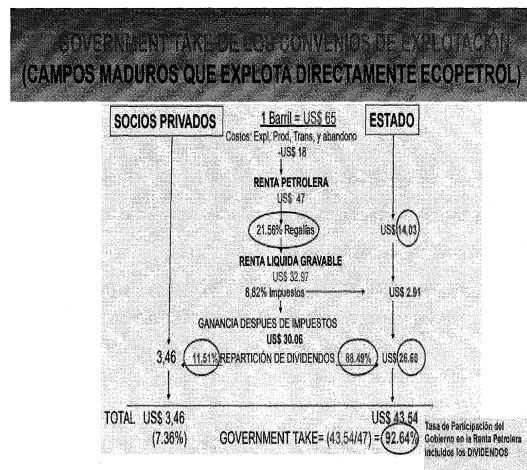 GOVERNMENT TAKE DE LOS CONVENIOS DE EXPLOTACIÓN
(CAMPOS MADUROS QUE EXPLOTA DIRECTAMENTE ECOPETROL)
SOCIOS PRIVADOS
1 Barril = US$ 65
ESTADO
Costos: Expl, Prod, Trans, y abandono
-US$ 18
RENTA PETROLERA
US$ 47
21.56% Regalías
US$ 14,03
RENTA LIQUIDA GRAVABLE
US$ 32.97
8,82% Impuestos
US$ 2.91
GANANCIA DESPUES DE IMPUESTOS
US$ 30.06
3,46 11.51% REPARTICIÓN DE DIVIDENDOS 88.49% US$ 26.60
TOTAL US$ 3,46
US$ 43,54
(7.36%)
GOVERNMENT TAKE= (43,54/47) = 92.64%
Tasa de Participación del
Gobierno en la Renta Petrolera
incluidos los DIVIDENDOS